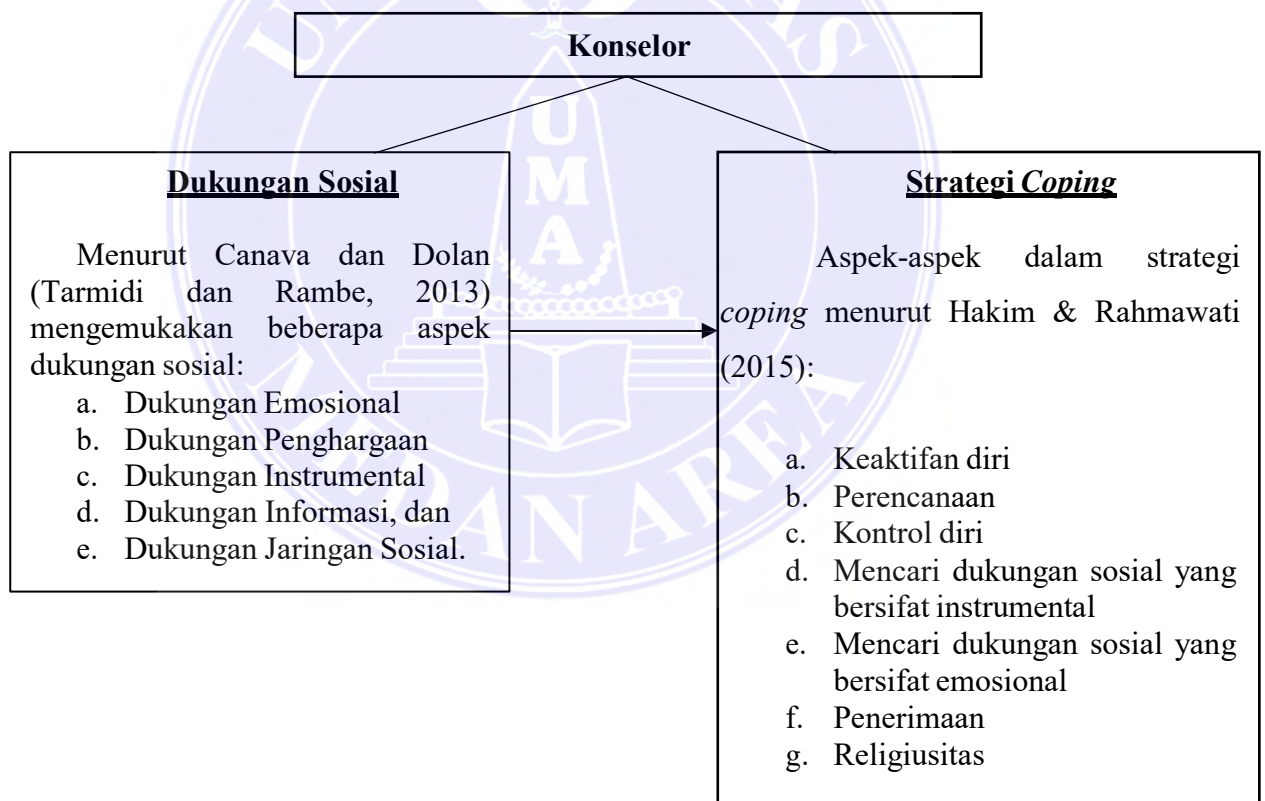 Konselor
Dukungan Sosial
Menurut Canava dan Dolan
(Tarmidi dan Rambe, 2013)
mengemukakan beberapa aspek
dukungan sosial:
a. Dukungan Emosional
b. Dukungan Penghargaan
c. Dukungan Instrumental
d. Dukungan Informasi, dan
e. Dukungan Jaringan Sosial.
Strategi Coping
Aspek-aspek dalam strategi
coping menurut Hakim & Rahmawati
(2015):
a. Keaktifan diri
b. Perencanaan
c. Kontrol diri
d. Mencari dukungan sosial yang
bersifat instrumental
e. Mencari dukungan sosial yang
bersifat emosional
f. Penerimaan
g. Religiusitas
UMA
MEDAN AREA